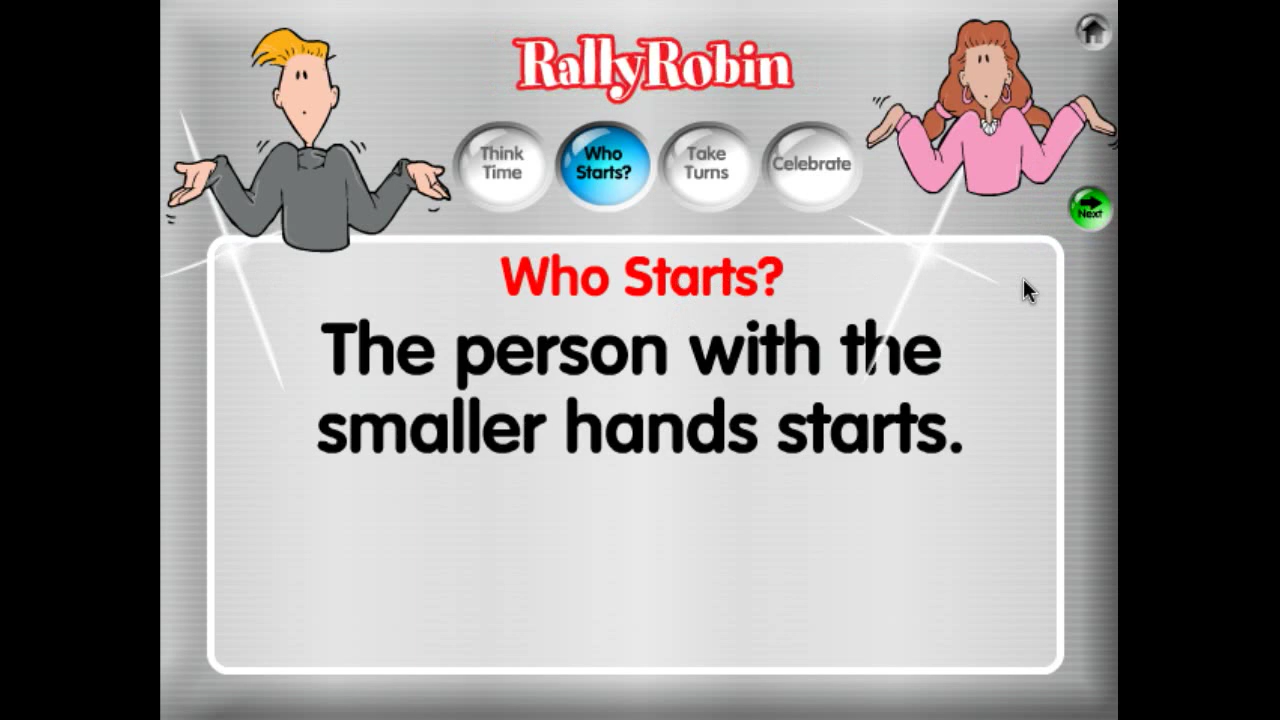 RallyRobin
Think
Time
Who
Starts?
Take
Turns
Celebrate
Next
Who Starts?
The person with the
smaller hands starts.